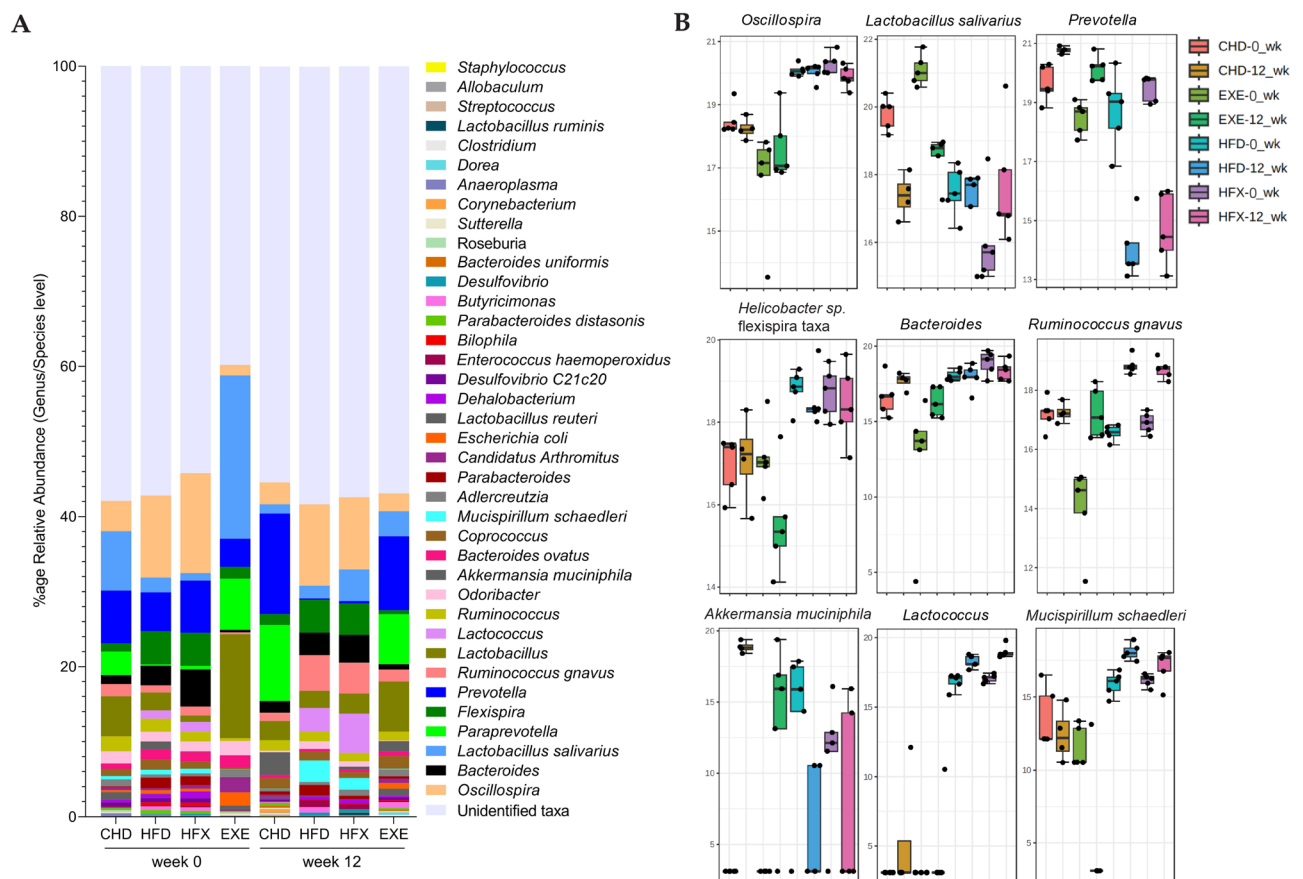 A
100
80
60
40
20
0
%age Relative Abundance (Genus/Species level)
CHD HFD HFX EXE CHD HFD HFX EXE
week 0 week 12
Staphylococcus
Allobaculum
Streptococcus
Lactobacillus ruminis
Clostridium
Dorea
Anaeroplasma
Corynebacterium
Sutterella
Roseburia
Bacteroides uniformis
Desulfovibrio
Butyricimonas
Parabacteroides distasonis
Bilophila
Enterococcus haemoperoxidus
Desulfovibrio C21c20
Dehalobacterium
Lactobacillus reuteri
Escherichia coli
Candidatus Arthromitus
Parabacteroides
Adlercreutzia
Mucispirillum schaedleri
Coprococcus
Bacteroides ovatus
Akkermansia muciniphila
Odoribacter
Ruminococcus
Lactococcus
Lactobacillus
Ruminococcus gnavus
Prevotella
Flexispira
Paraprevotella
Lactobacillus salivarius
Bacteroides
Oscillospira
Unidentified taxa
B
Oscillospira
21
19
17
15
Lactobacillus salivarius
22
20
18
16
Prevotella
21
19
17
15
13
CHD-0_wk
CHD-12_wk
EXE-0_wk
EXE-12_wk
HFD-0_wk
HFD-12_wk
HFX-0_wk
HFX-12_wk
Helicobacter sp.
flexispira taxa
20
18
16
14
Bacteroides
20
15
10
5
Ruminococcus gnavus
20
18
16
14
12
Akkermansia muciniphila
20
15
10
5
Lactococcus
20
15
10
5
Mucispirillum schaedleri
20
15
10
5